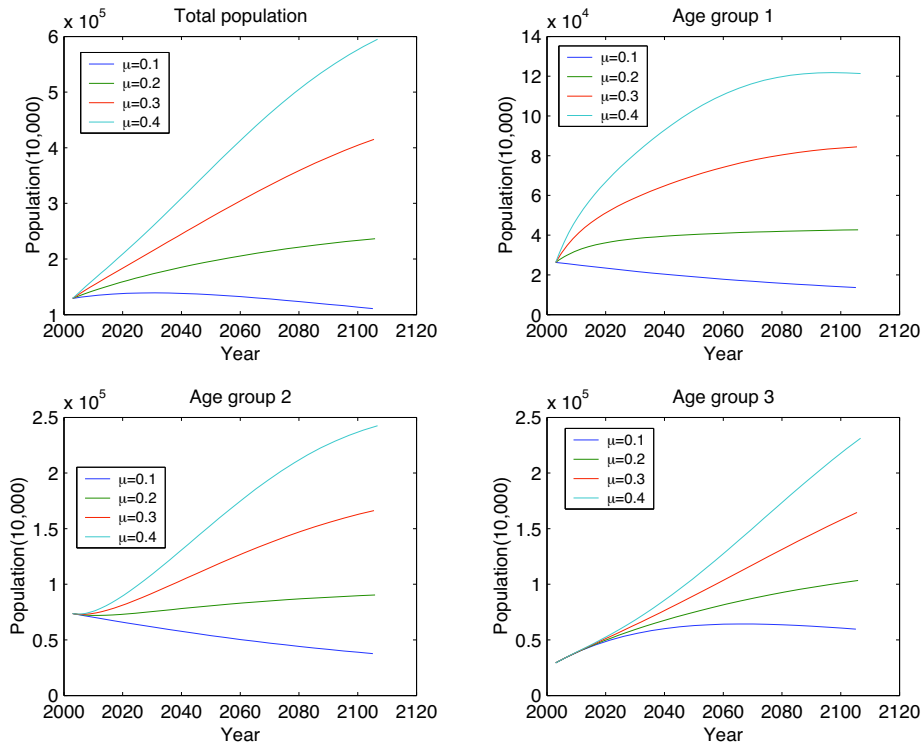 Total population
x 10^5
Population(10,000)
6
5
4
3
2
1
μ=0.1
μ=0.2
μ=0.3
μ=0.4
2000 2020 2040 2060 2080 2100 2120
Year
Age group 1
x 10^4
Population(10,000)
14
12
10
8
6
4
2
0
μ=0.1
μ=0.2
μ=0.3
μ=0.4
2000 2020 2040 2060 2080 2100 2120
Year
Age group 2
x 10^5
Population(10,000)
2.5
2
1.5
1
0.5
0
μ=0.1
μ=0.2
μ=0.3
μ=0.4
2000 2020 2040 2060 2080 2100 2120
Year
Age group 3
x 10^5
Population(10,000)
2.5
2
1.5
1
0.5
0
μ=0.1
μ=0.2
μ=0.3
μ=0.4
2000 2020 2040 2060 2080 2100 2120
Year